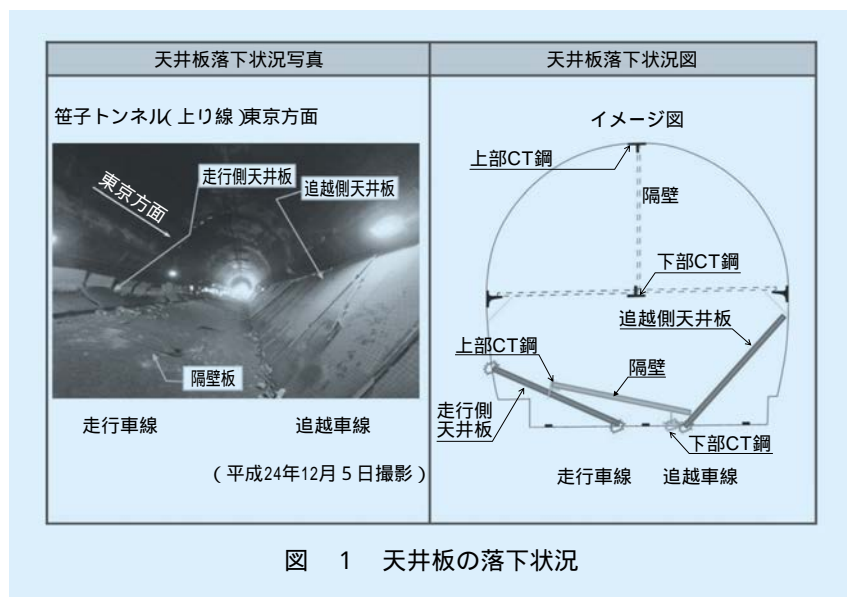 天井板落下状況写真
天井板落下状況図
笹子トンネル(上り線)東京方面
東京方面
走行側天井板
追越側天井板
隔壁板
走行車線
追越車線
(平成24年12月5日撮影)
イメージ図
上部CT鋼
隔壁
下部CT鋼
追越側天井板
上部CT鋼
隔壁
走行側
天井板
下部CT鋼
走行車線
追越車線
図 1 天井板の落下状況